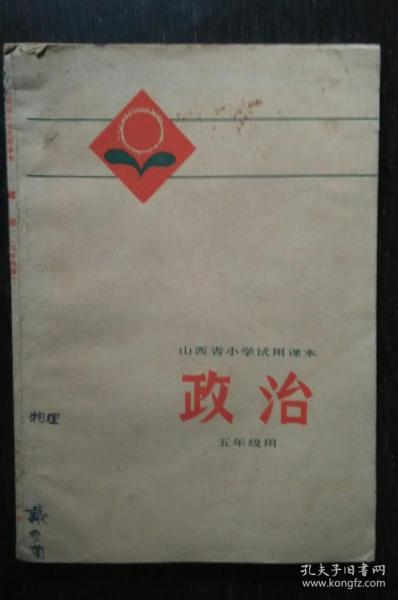 山西省小学试用课本
政治
五年级用
物理
孔夫子旧书网
www.kongfz.com